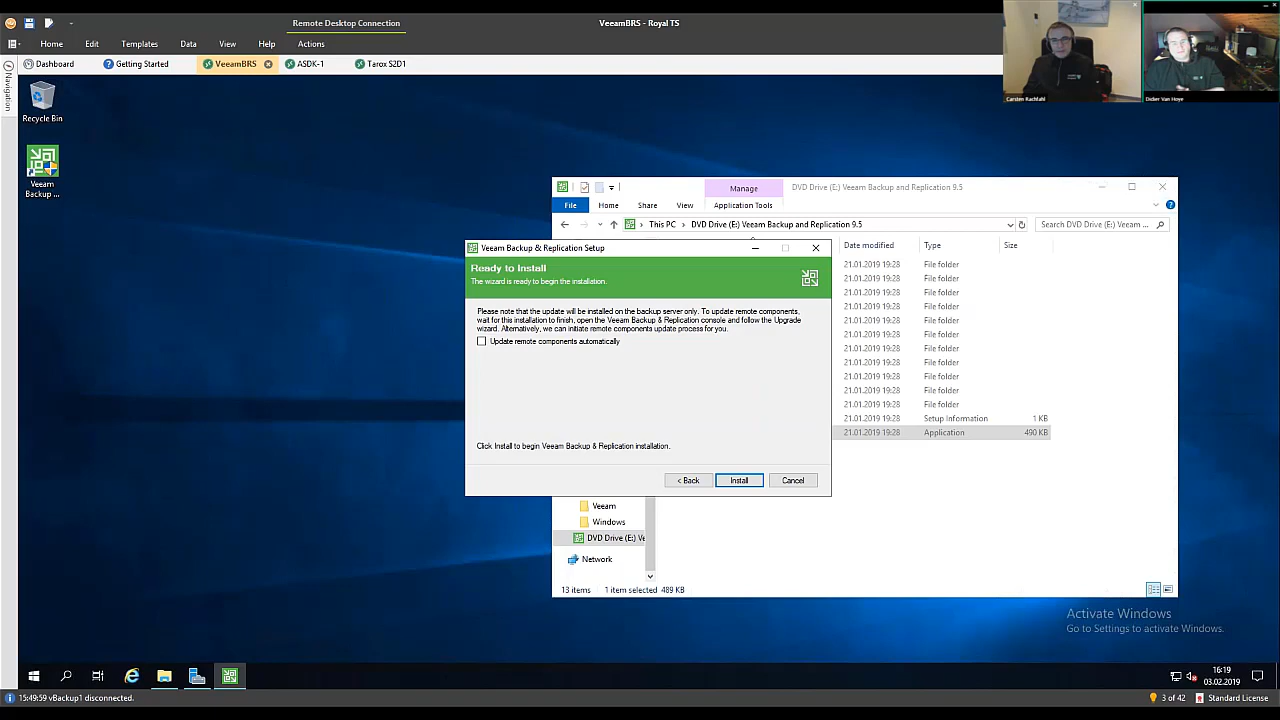 Remote Desktop Connection
VeeamBRS - Royal TS
Home Edit Templates Data View Help Actions
Dashboard Getting Started VeeamBRS ASDK-1 Tarox S2D1
Navigation
Carsten Rachfahl
Didier Van Hoye
Recycle Bin
Veeam
Backup ...
Manage DVD Drive (E:) Veeam Backup and Replication 9.5
File Home Share View Application Tools
This PC DVD Drive (E:) Veeam Backup and Replication 9.5 Search DVD Drive (E:) Veeam ...
Date modified Type Size
21.01.2019 19:28 File folder
21.01.2019 19:28 File folder
21.01.2019 19:28 File folder
21.01.2019 19:28 File folder
21.01.2019 19:28 File folder
21.01.2019 19:28 File folder
21.01.2019 19:28 File folder
21.01.2019 19:28 File folder
21.01.2019 19:28 File folder
21.01.2019 19:28 File folder
21.01.2019 19:28 File folder
21.01.2019 19:28 Setup Information 1 KB
21.01.2019 19:28 Application 490 KB
Veeam Backup & Replication Setup
Ready to Install
The wizard is ready to begin the installation.
Please note that the update will be installed on the backup server only. To update remote components,
wait for this installation to finish, open the Veeam Backup & Replication console and follow the Upgrade
wizard. Alternatively, we can initiate remote components update process for you.
Update remote components automatically
Click Install to begin Veeam Backup & Replication installation.
< Back Install Cancel
Veeam
Windows
DVD Drive (E:) Ve
Network
13 items 1 item selected 489 KB
Activate Windows
Go to Settings to activate Windows.
16:19
03.02.2019
15:49:59 vBackup1 disconnected.
3 of 42 Standard License